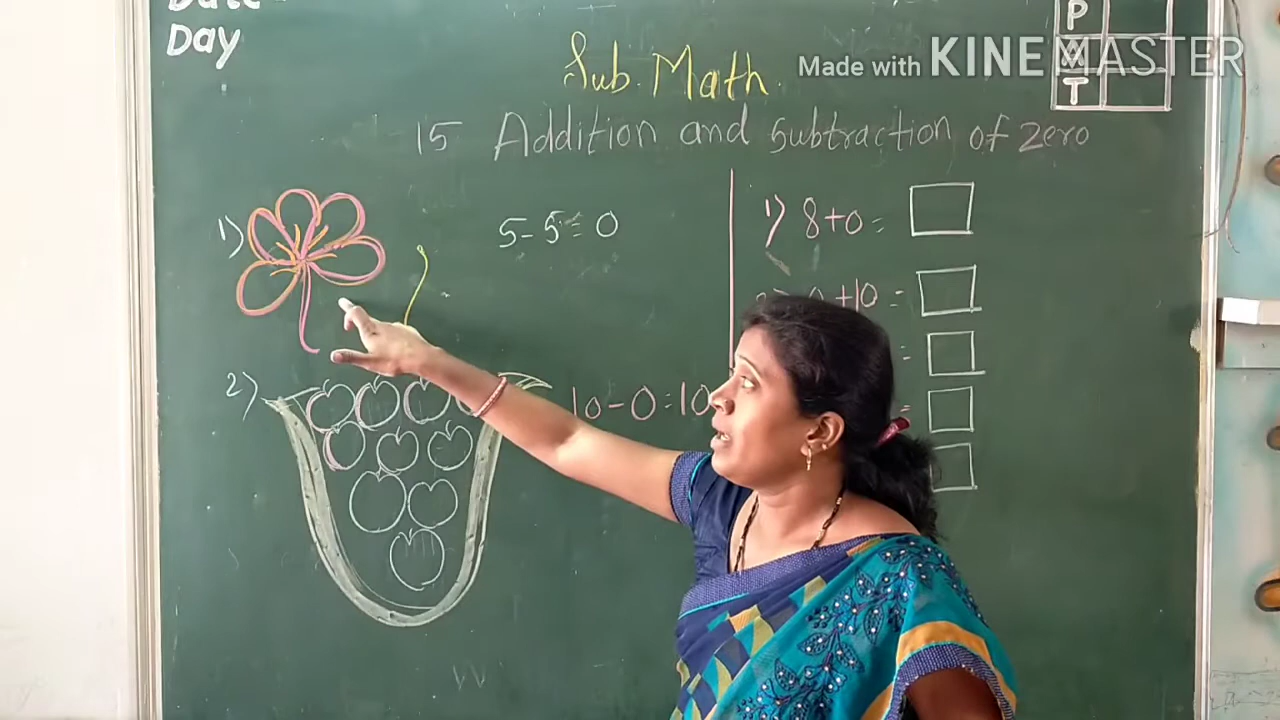 Day
Made with KINEMASTER
P
T
Sub. Math.
15 Addition and subtraction of zero
1)
5 - 5 = 0
2)
10 - 0 = 10
1) 8 + 0 =
+10 =
=
=